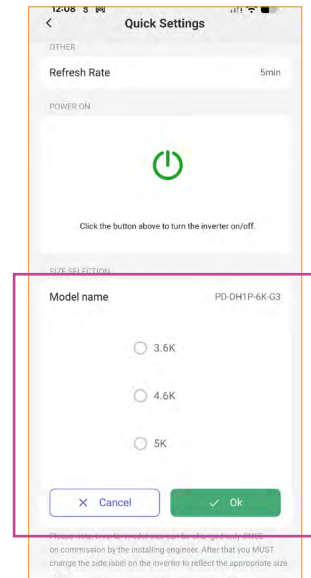 12:08
Quick Settings
OTHER
Refresh Rate 5min
POWER ON
Click the button above to turn the inverter on/off.
SIZE SELECTION
Model name PD-DH1P-6K-G3
3.6K
4.6K
5K
Cancel Ok
Please note, inverter model size can be changed only ONCE
on commission by the installing engineer. After that you MUST
change the side label on the inverter to reflect the appropriate size